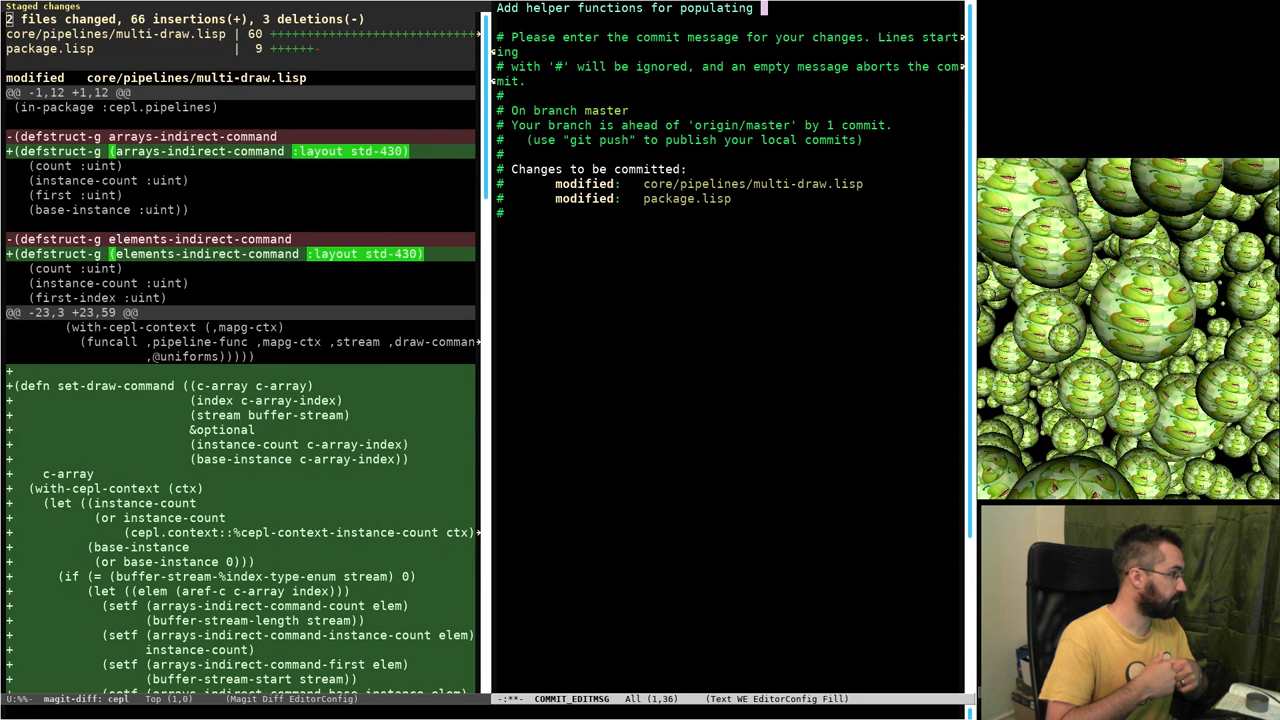 Staged changes
2 files changed, 66 insertions(+), 3 deletions(-)
core/pipelines/multi-draw.lisp | 60 ++++++++++++++++++++++++++++
package.lisp                   |  9 ++++++-
modified   core/pipelines/multi-draw.lisp
@@ -1,12 +1,12 @@
 (in-package :cepl.pipelines)
-(defstruct-g arrays-indirect-command
+(defstruct-g (arrays-indirect-command :layout std-430)
   (count :uint)
   (instance-count :uint)
   (first :uint)
   (base-instance :uint))
-(defstruct-g elements-indirect-command
+(defstruct-g (elements-indirect-command :layout std-430)
   (count :uint)
   (instance-count :uint)
   (first-index :uint)
@@ -23,3 +23,59 @@
        (with-cepl-context (,mapg-ctx)
          (funcall ,pipeline-func ,mapg-ctx ,stream ,draw-comman
                   ,@uniforms)))))
+
+(defn set-draw-command ((c-array c-array)
+                        (index c-array-index)
+                        (stream buffer-stream)
+                        &optional
+                        (instance-count c-array-index)
+                        (base-instance c-array-index))
+    c-array
+  (with-cepl-context (ctx)
+    (let ((instance-count
+           (or instance-count
+               (cepl.context::%cepl-context-instance-count ctx)
+          (base-instance
+           (or base-instance 0)))
+      (if (= (buffer-stream-%index-type-enum stream) 0)
+          (let ((elem (aref-c c-array index)))
+            (setf (arrays-indirect-command-count elem)
+                  (buffer-stream-length stream))
+            (setf (arrays-indirect-command-instance-count elem)
+                  instance-count)
+            (setf (arrays-indirect-command-first elem)
+                  (buffer-stream-start stream))
+            (setf (arrays-indirect-command-base-instance elem)
U:%%-  magit-diff: cepl   Top (1,0)      (Magit Diff EditorConfig)
Add helper functions for populating
# Please enter the commit message for your changes. Lines start
ing
# with '#' will be ignored, and an empty message aborts the com
mit.
#
# On branch master
# Your branch is ahead of 'origin/master' by 1 commit.
#   (use "git push" to publish your local commits)
#
# Changes to be committed:
#       modified:   core/pipelines/multi-draw.lisp
#       modified:   package.lisp
#
-:**-  COMMIT_EDITMSG   All (1,36)     (Text WE EditorConfig Fill)